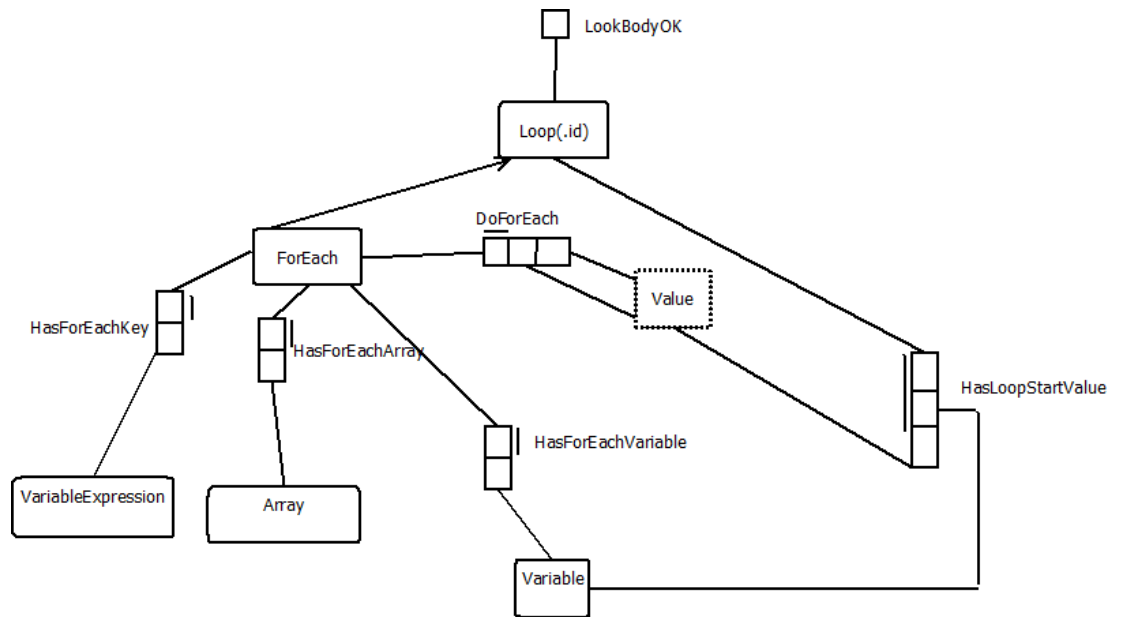 LookBodyOK
Loop(.id)
DoForEach
ForEach
Value
HasForEachKey
HasForEachArray
HasLoopStartValue
HasForEachVariable
VariableExpression
Array
Variable